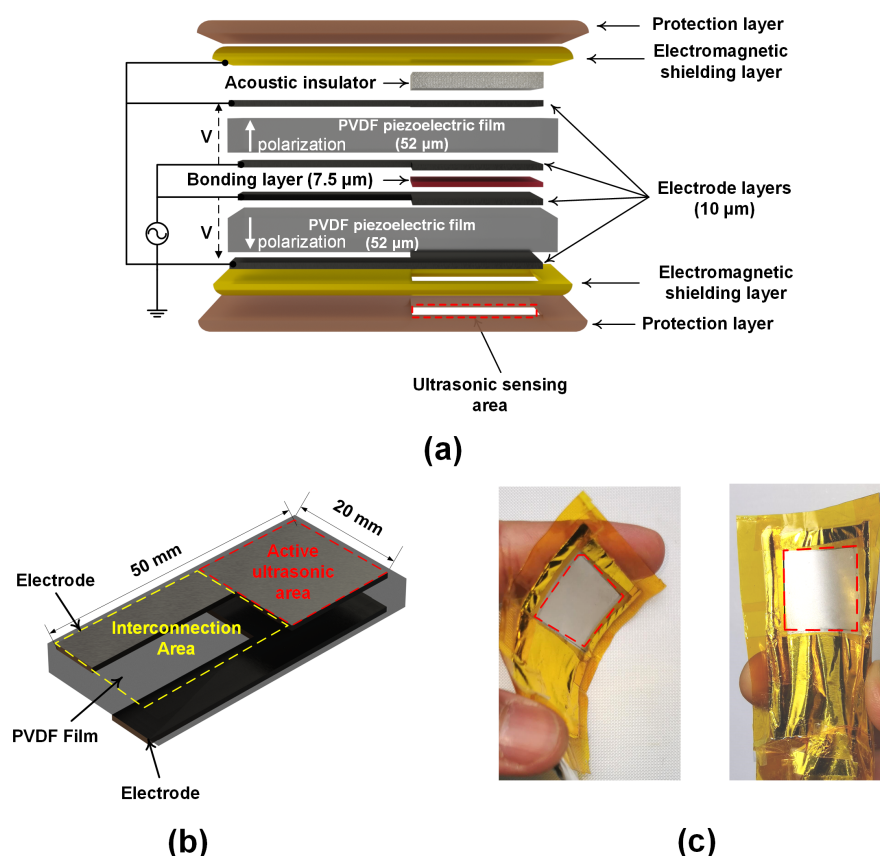 Protection layer
Electromagnetic
shielding layer
Acoustic insulator
V
PVDF piezoelectric film
(52 µm)
polarization
Bonding layer (7.5 µm)
Electrode layers
(10 µm)
V
PVDF piezoelectric film
(52 µm)
polarization
Electromagnetic
shielding layer
Protection layer
Ultrasonic sensing
area
(a)
50 mm
20 mm
Electrode
Active
ultrasonic
area
Interconnection
Area
PVDF Film
Electrode
(b)
(c)